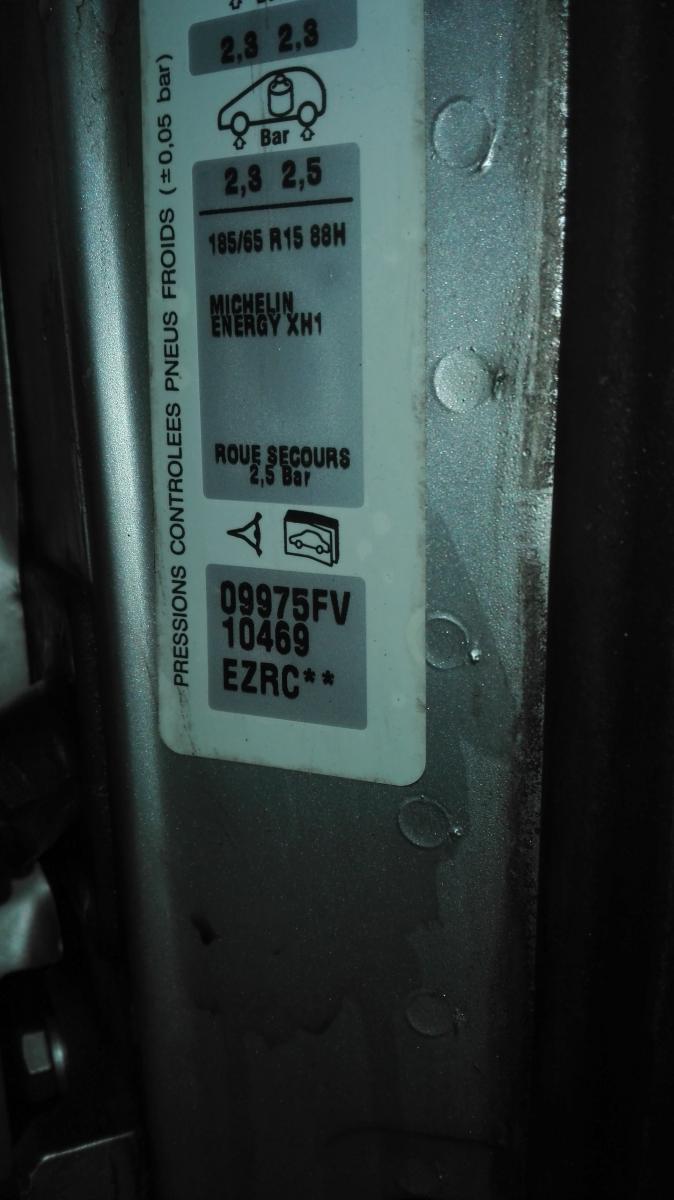 2,3 2,3
Bar
2,3 2,5
185/65 R15 88H
MICHELIN
ENERGY XH1
ROUE SECOURS
2,5 Bar
09975FV
10469
EZRC**
PRESSIONS CONTROLEES PNEUS FROIDS (±0,05 bar)